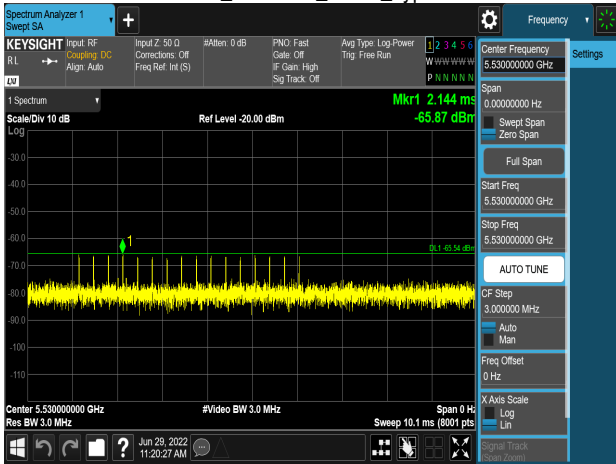 Spectrum Analyzer 1
Swept SA
+
Frequency
KEYSIGHT
RL
LXI
Input: RF
Coupling: DC
Align: Auto
Input Z: 50 Ω
Corrections: Off
Freq Ref: Int (S)
#Atten: 0 dB
PNO: Fast
Gate: Off
IF Gain: High
Sig Track: Off
Avg Type: Log-Power
Trig: Free Run
1 2 3 4 5 6
W W W W W W
P N N N N N
Center Frequency
5.530000000 GHz
Settings
Span
0.00000000 Hz
Swept Span
Zero Span
Full Span
Start Freq
5.530000000 GHz
Stop Freq
5.530000000 GHz
AUTO TUNE
CF Step
3.000000 MHz
Auto
Man
Freq Offset
0 Hz
X Axis Scale
Log
Lin
Signal Track
(Span Zoom)
1 Spectrum
Mkr1 2.144 ms
-65.87 dBm
Scale/Div 10 dB
Ref Level -20.00 dBm
Log
-30.0
-40.0
-50.0
-60.0
-70.0
-80.0
-90.0
-100
-110
1
DL1 -65.54 dBm
Center 5.530000000 GHz
#Video BW 3.0 MHz
Span 0 Hz
Res BW 3.0 MHz
Sweep 10.1 ms (8001 pts)
?
Jun 29, 2022
11:20:27 AM